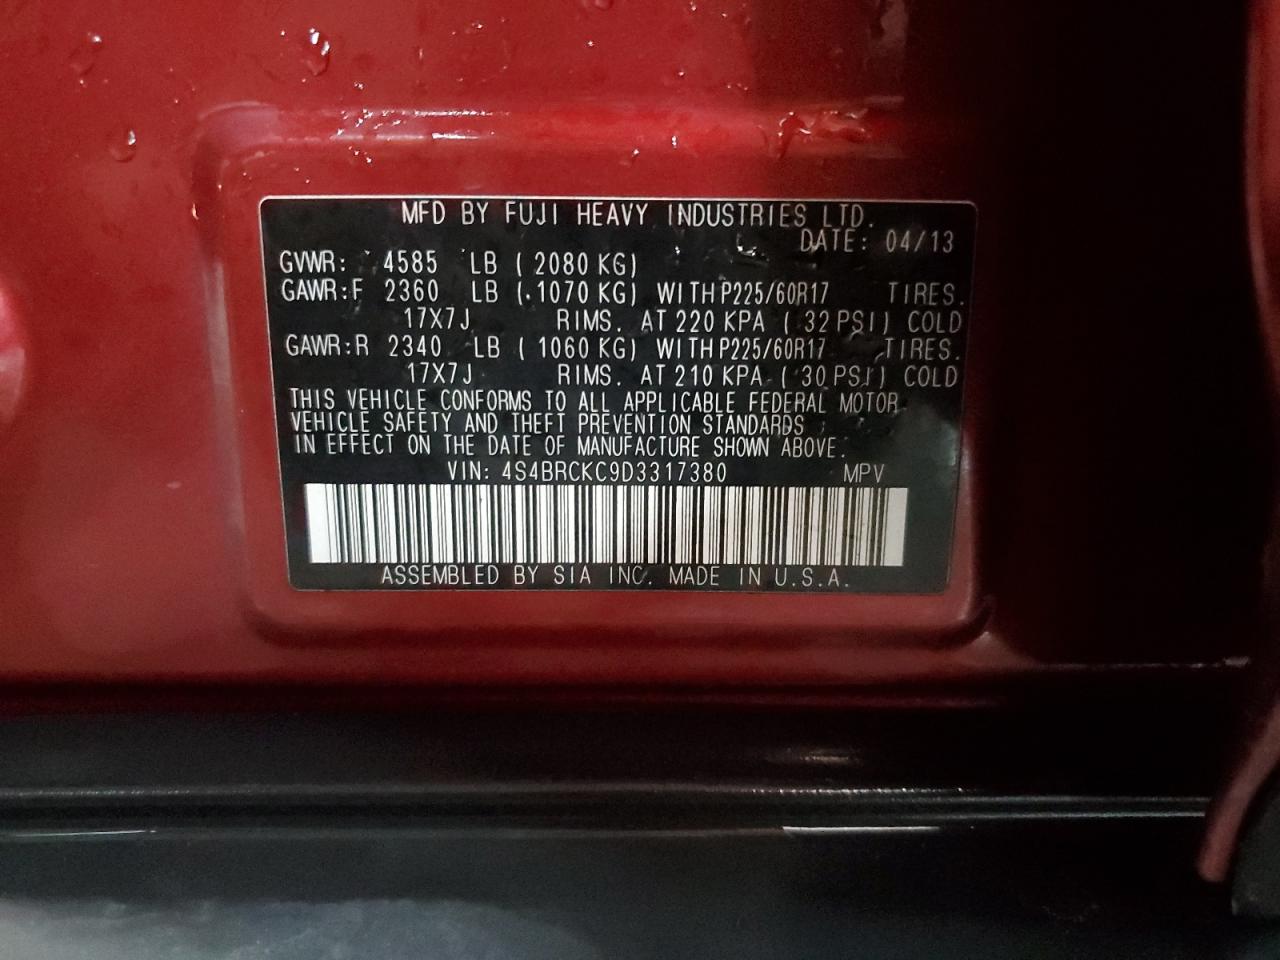 MFD BY FUJI HEAVY INDUSTRIES LTD.
DATE: 04/13
GVWR: 4585 LB ( 2080 KG)
GAWR:F 2360 LB ( 1070 KG) WITH P225/60R17 TIRES.
17X7J RIMS. AT 220 KPA ( 32 PSI) COLD
GAWR:R 2340 LB ( 1060 KG) WITH P225/60R17 TIRES.
17X7J RIMS. AT 210 KPA ( 30 PSI) COLD
THIS VEHICLE CONFORMS TO ALL APPLICABLE FEDERAL MOTOR
VEHICLE SAFETY AND THEFT PREVENTION STANDARDS
IN EFFECT ON THE DATE OF MANUFACTURE SHOWN ABOVE.
VIN: 4S4BRCKC9D3317380 MPV
ASSEMBLED BY SIA INC. MADE IN U.S.A.